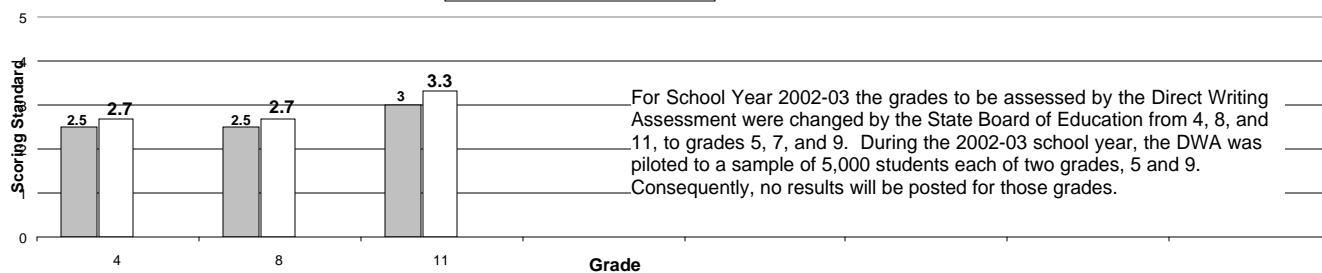 5
4
3
2
1
0
Scoring Standard
2.5
2.7
2.5
2.7
3
3.3
For School Year 2002-03 the grades to be assessed by the Direct Writing
Assessment were changed by the State Board of Education from 4, 8, and
11, to grades 5, 7, and 9. During the 2002-03 school year, the DWA was
piloted to a sample of 5,000 students each of two grades, 5 and 9.
Consequently, no results will be posted for those grades.
4
8
11
Grade